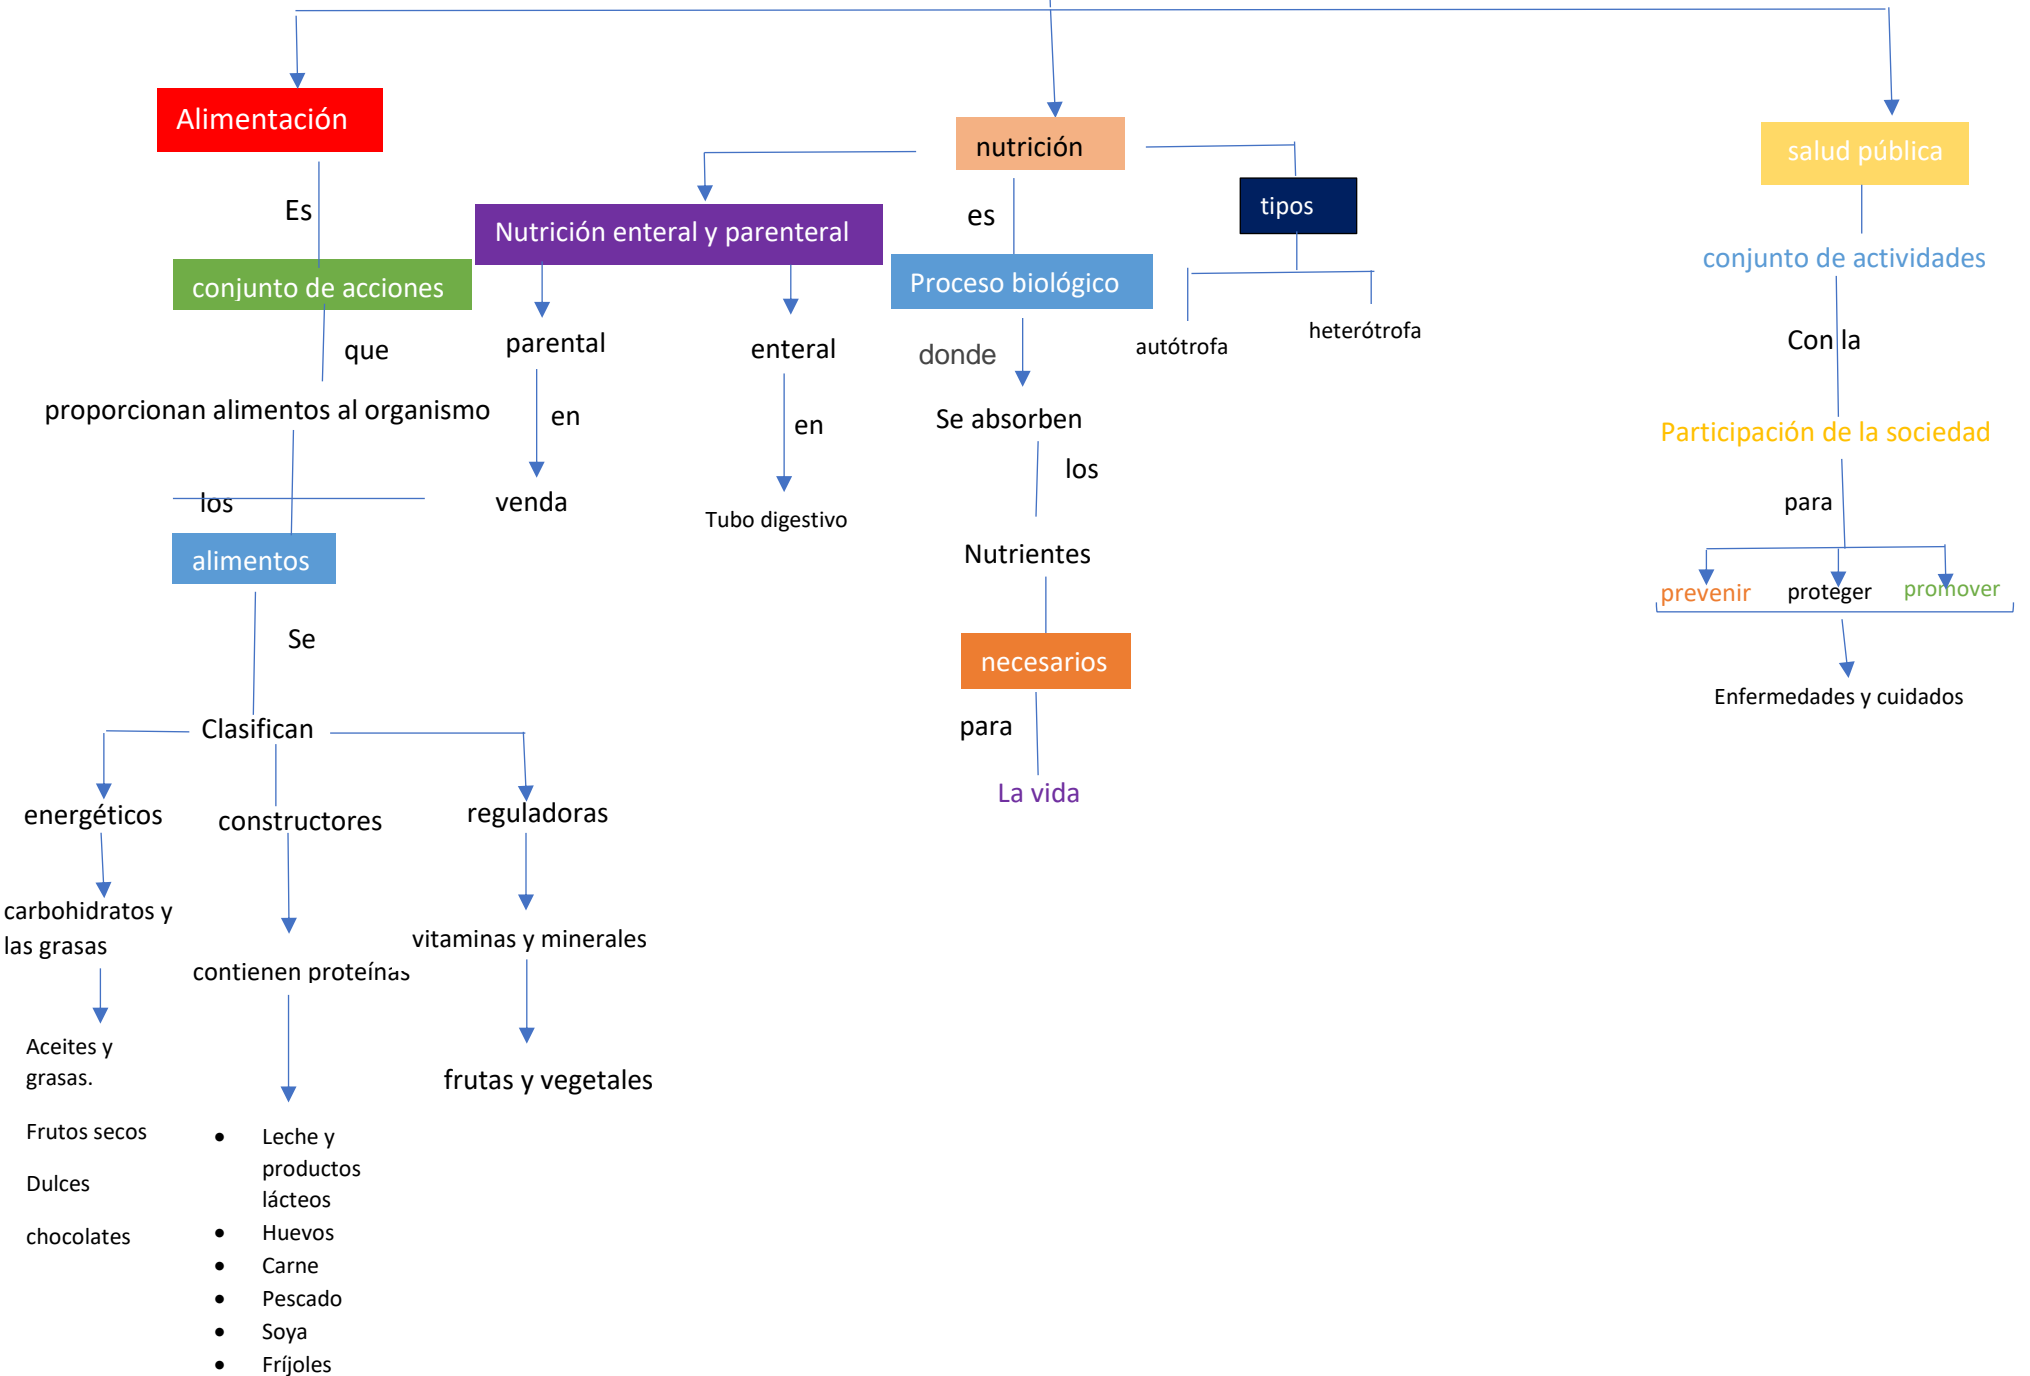 Alimentación
Es
conjunto de acciones
que
proporcionan alimentos al organismo
los
alimentos
Se
Clasifican
energéticos
carbohidratos y
las grasas
Aceites y
grasas.
Frutos secos
Dulces
chocolates
constructores
contienen proteínas
• Leche y
productos
lácteos
• Huevos
• Carne
• Pescado
• Soya
• Fríjoles
reguladoras
vitaminas y minerales
frutas y vegetales
nutrición
Nutrición enteral y parenteral
parental
en
venda
enteral
en
Tubo digestivo
es
Proceso biológico
donde
Se absorben
los
Nutrientes
necesarios
para
La vida
tipos
autótrofa
heterótrofa
salud pública
conjunto de actividades
Con la
Participación de la sociedad
para
prevenir
proteger
promover
Enfermedades y cuidados